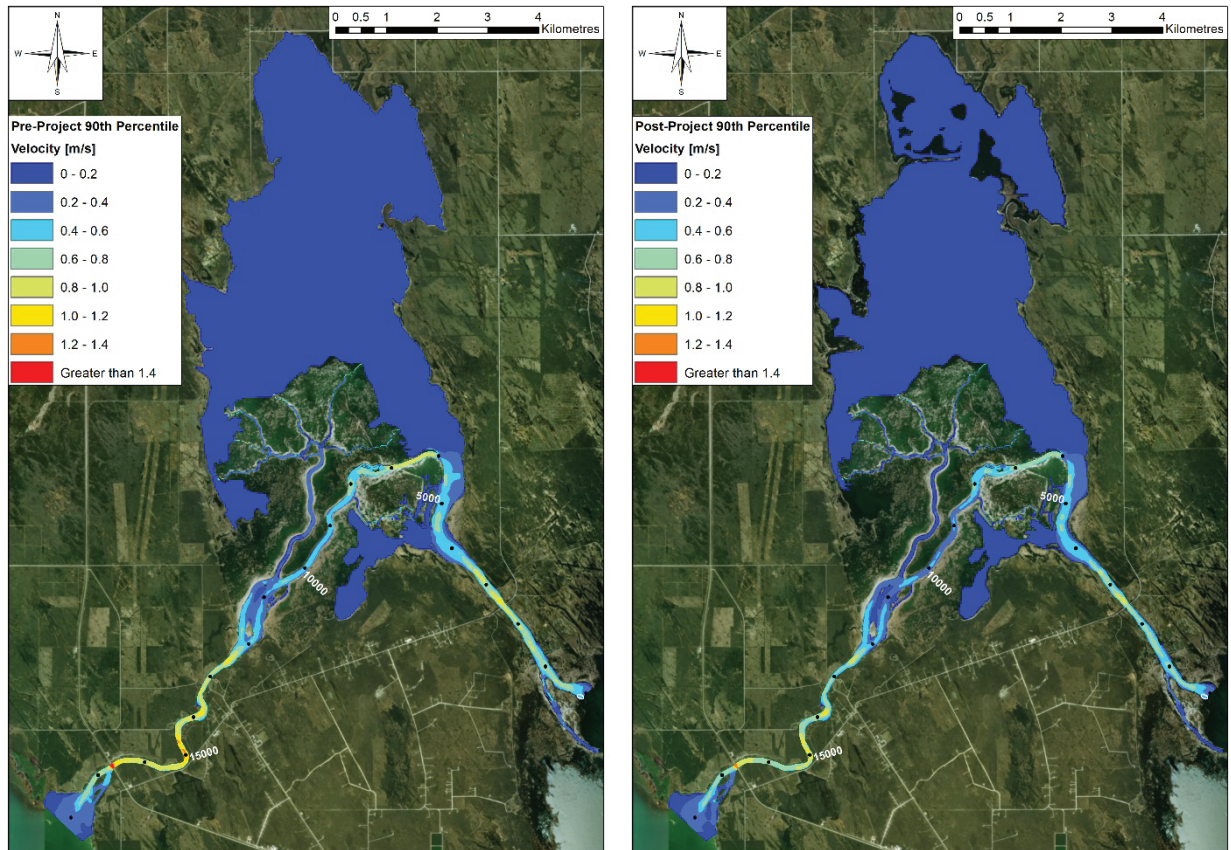 N
W E
S
0 0.5 1 2 3 4
Kilometres
Pre-Project 90th Percentile
Velocity [m/s]
0 - 0.2
0.2 - 0.4
0.4 - 0.6
0.6 - 0.8
0.8 - 1.0
1.0 - 1.2
1.2 - 1.4
Greater than 1.4
5000
10000
15000
0
N
W E
S
0 0.5 1 2 3 4
Kilometres
Post-Project 90th Percentile
Velocity [m/s]
0 - 0.2
0.2 - 0.4
0.4 - 0.6
0.6 - 0.8
0.8 - 1.0
1.0 - 1.2
1.2 - 1.4
Greater than 1.4
5000
10000
15000
0